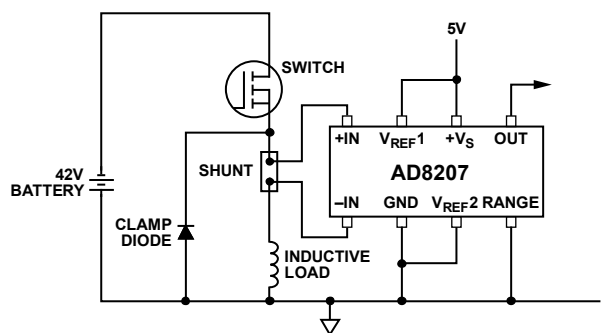 5V
SWITCH
+IN
V_REF1
+V_S
OUT
42V
BATTERY
SHUNT
AD8207
–IN
GND
V_REF2
RANGE
CLAMP
DIODE
INDUCTIVE
LOAD